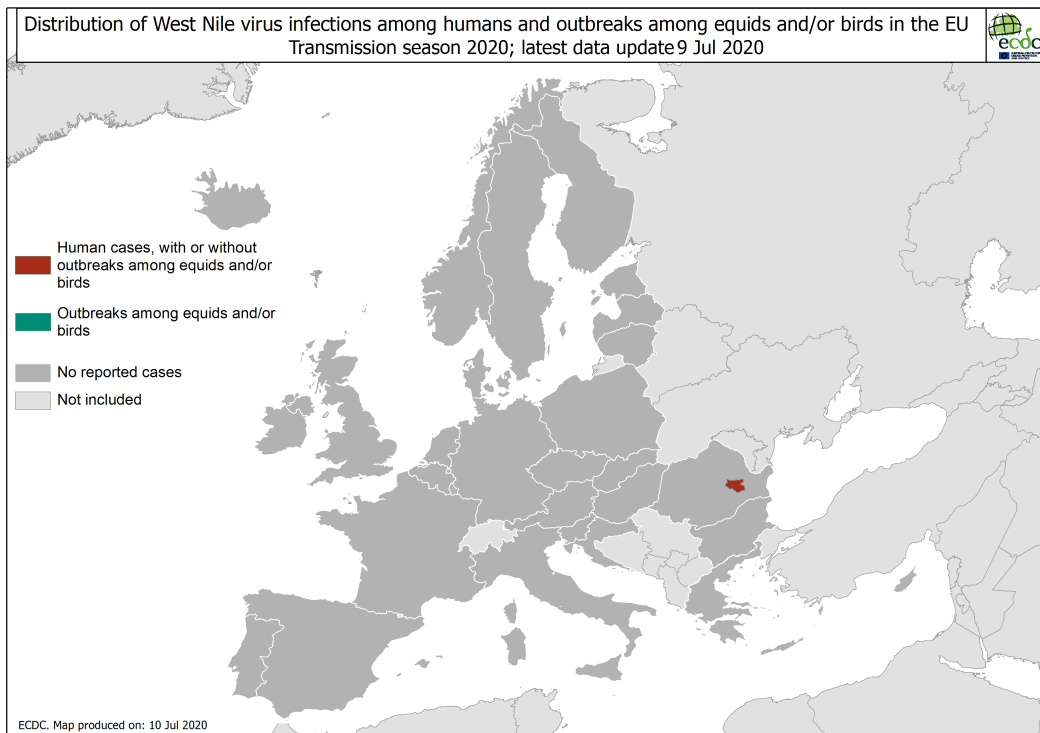 Distribution of West Nile virus infections among humans and outbreaks among equids and/or birds in the EU
Transmission season 2020; latest data update 9 Jul 2020
ecdc
Human cases, with or without
outbreaks among equids and/or
birds
Outbreaks among equids and/or
birds
No reported cases
Not included
ECDC. Map produced on: 10 Jul 2020